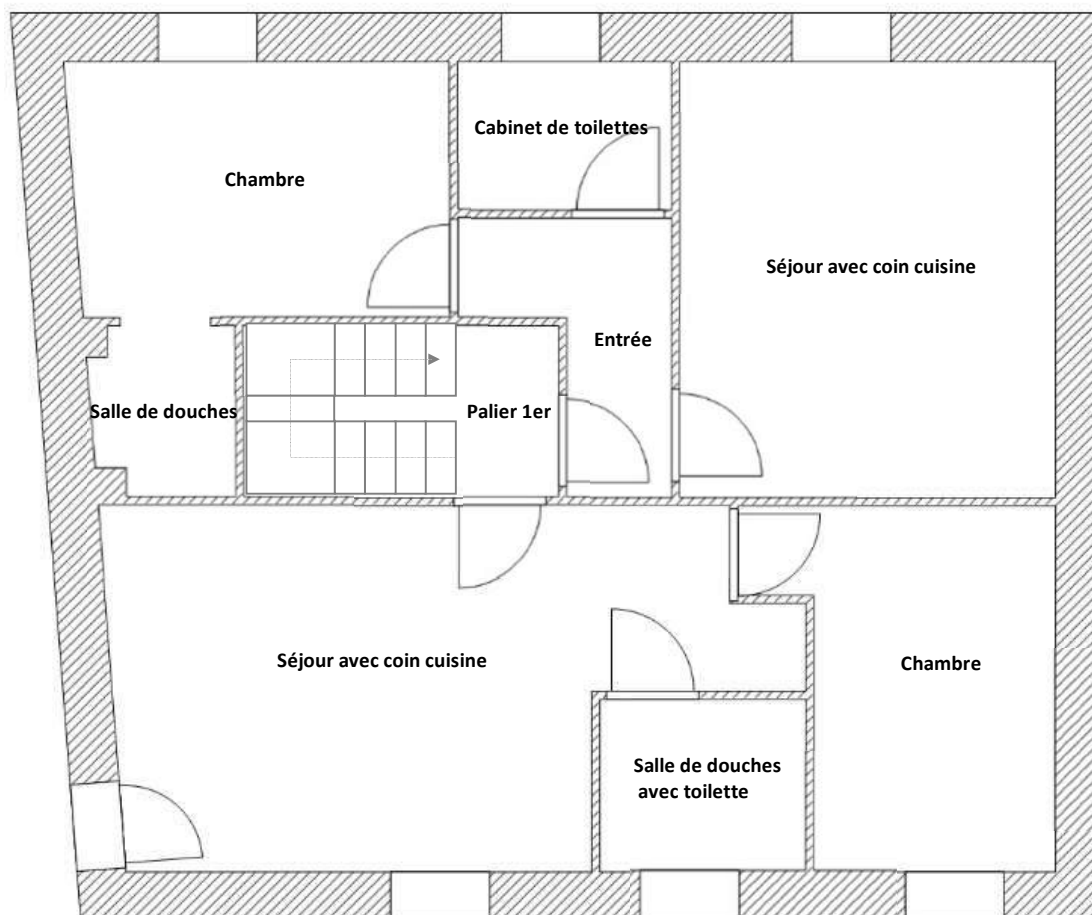 Cabinet de toilettes
Chambre
Séjour avec coin cuisine
Entrée
Salle de douches
Palier 1er
Séjour avec coin cuisine
Chambre
Salle de douches
avec toilette